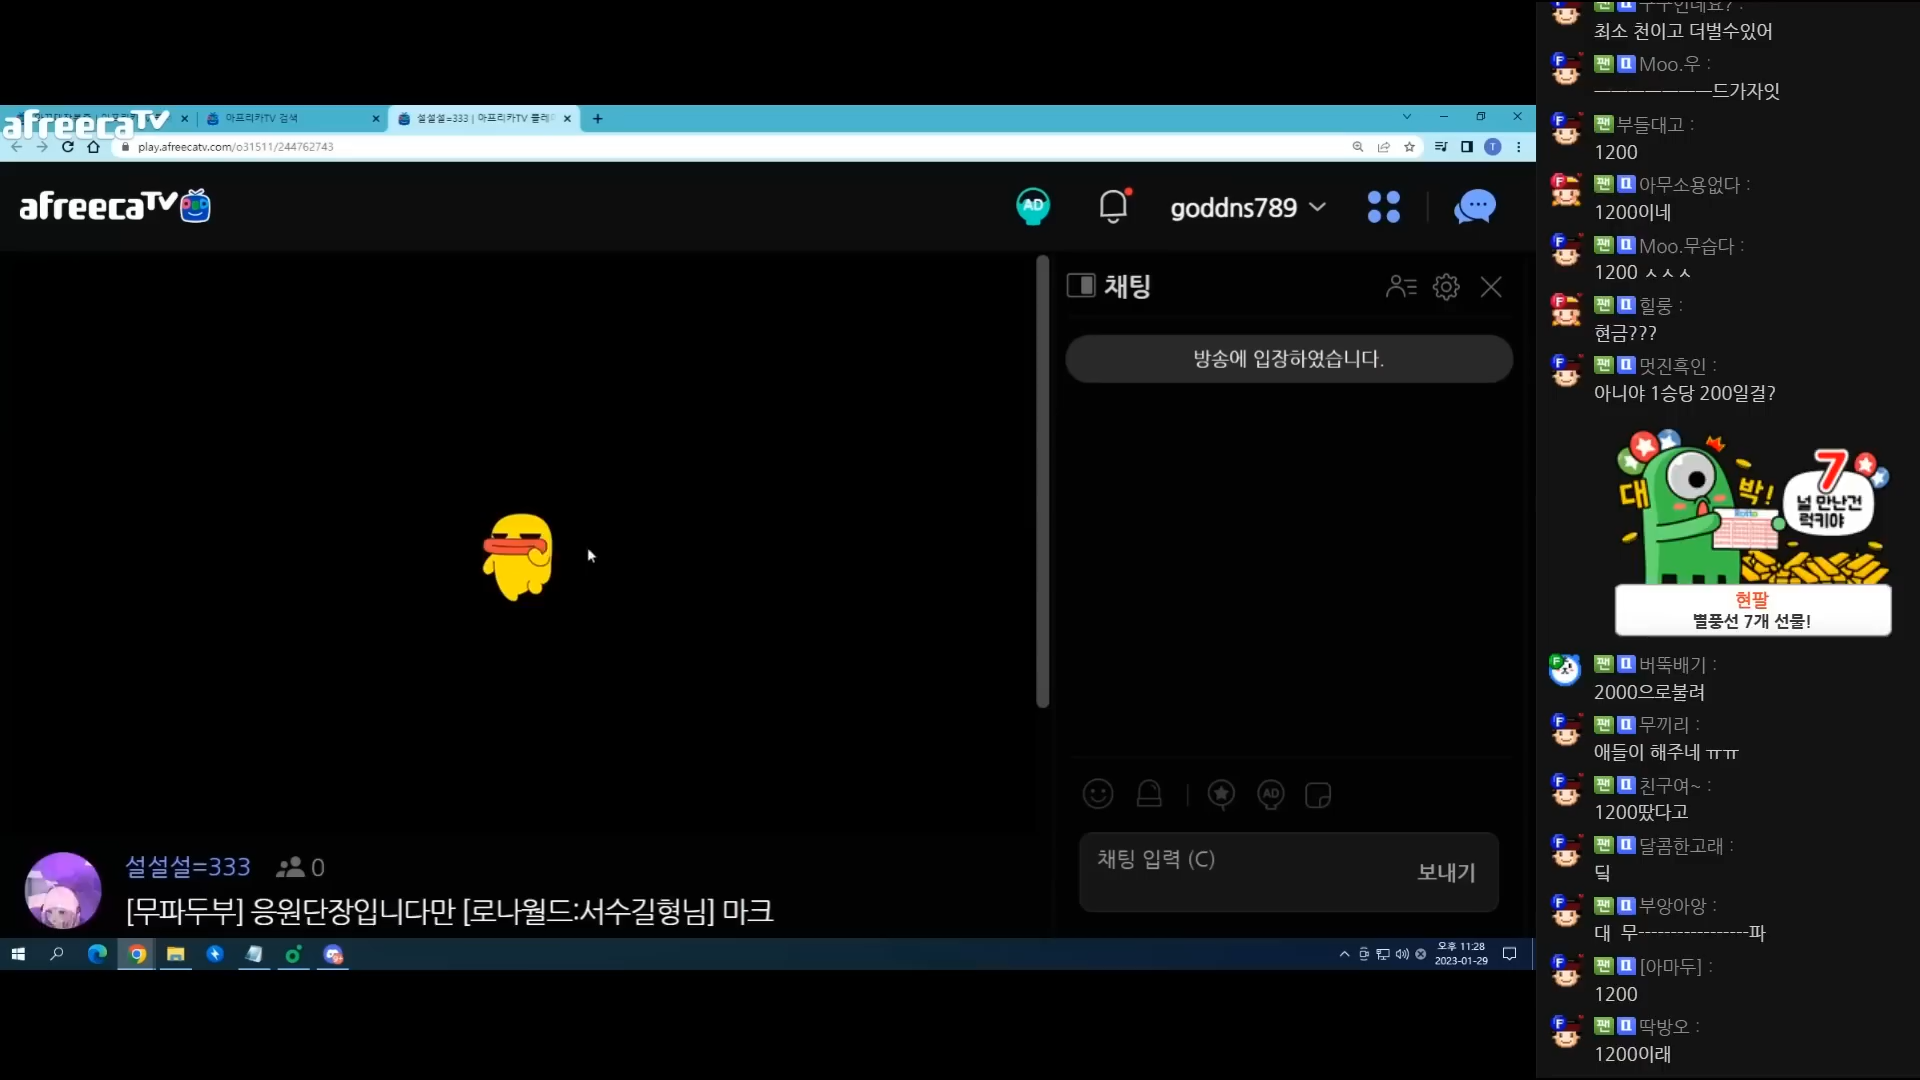 afreecaTV
아프리카TV 검색
설설설=333 | 아프리카TV 플레이
play.afreecatv.com/o31511/244762743
T
afreecaTV
AD
goddns789
채팅
방송에 입장하였습니다.
AD
채팅 입력 (C)
보내기
설설설=333
0
[무파두부] 응원단장입니다만 [로나월드:서수길형님] 마크
오후 11:28
2023-01-29
최소 천이고 더벌수있어
팬 Moo.우 :
ㅡㅡㅡㅡㅡㅡㅡ드가자잇
팬 부들대고 :
1200
팬 아무소용없다 :
1200이네
팬 Moo.무습다 :
1200 ㅅㅅㅅ
팬 힐룽 :
현금???
팬 멋진흑인 :
아니야 1승당 200일걸?
대 박!
7
널 만난건
럭키야
Rotto
현팔
별풍선 7개 선물!
팬 버뚝배기 :
2000으로불려
팬 무끼리 :
애들이 해주네 ㅠㅠ
팬 친구여~ :
1200땄다고
팬 달콤한고래 :
팬 부앙아앙 :
대 무-----------------파
팬 [아마두] :
1200
팬 딱방오 :
1200이래